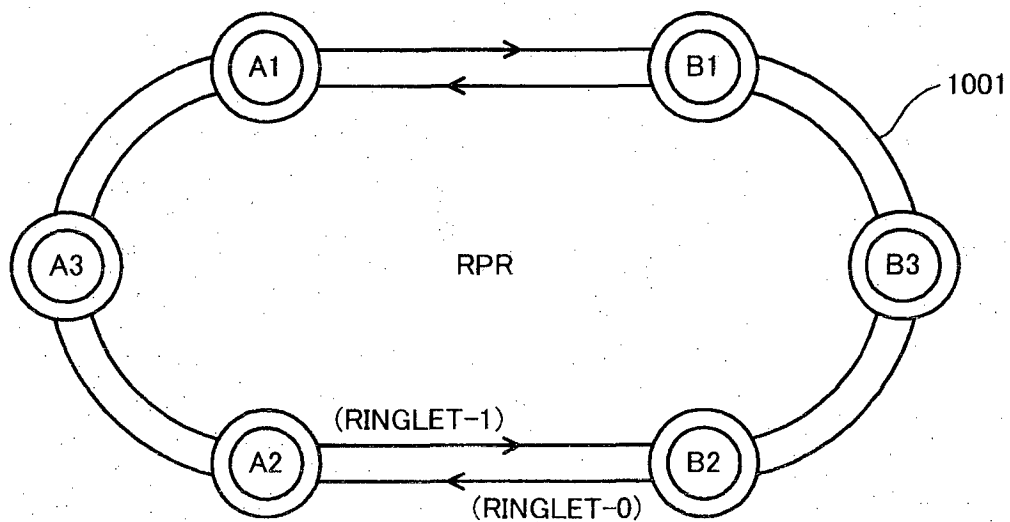 A1
B1
1001
A3
RPR
B3
(RINGLET-1)
A2
B2
(RINGLET-0)